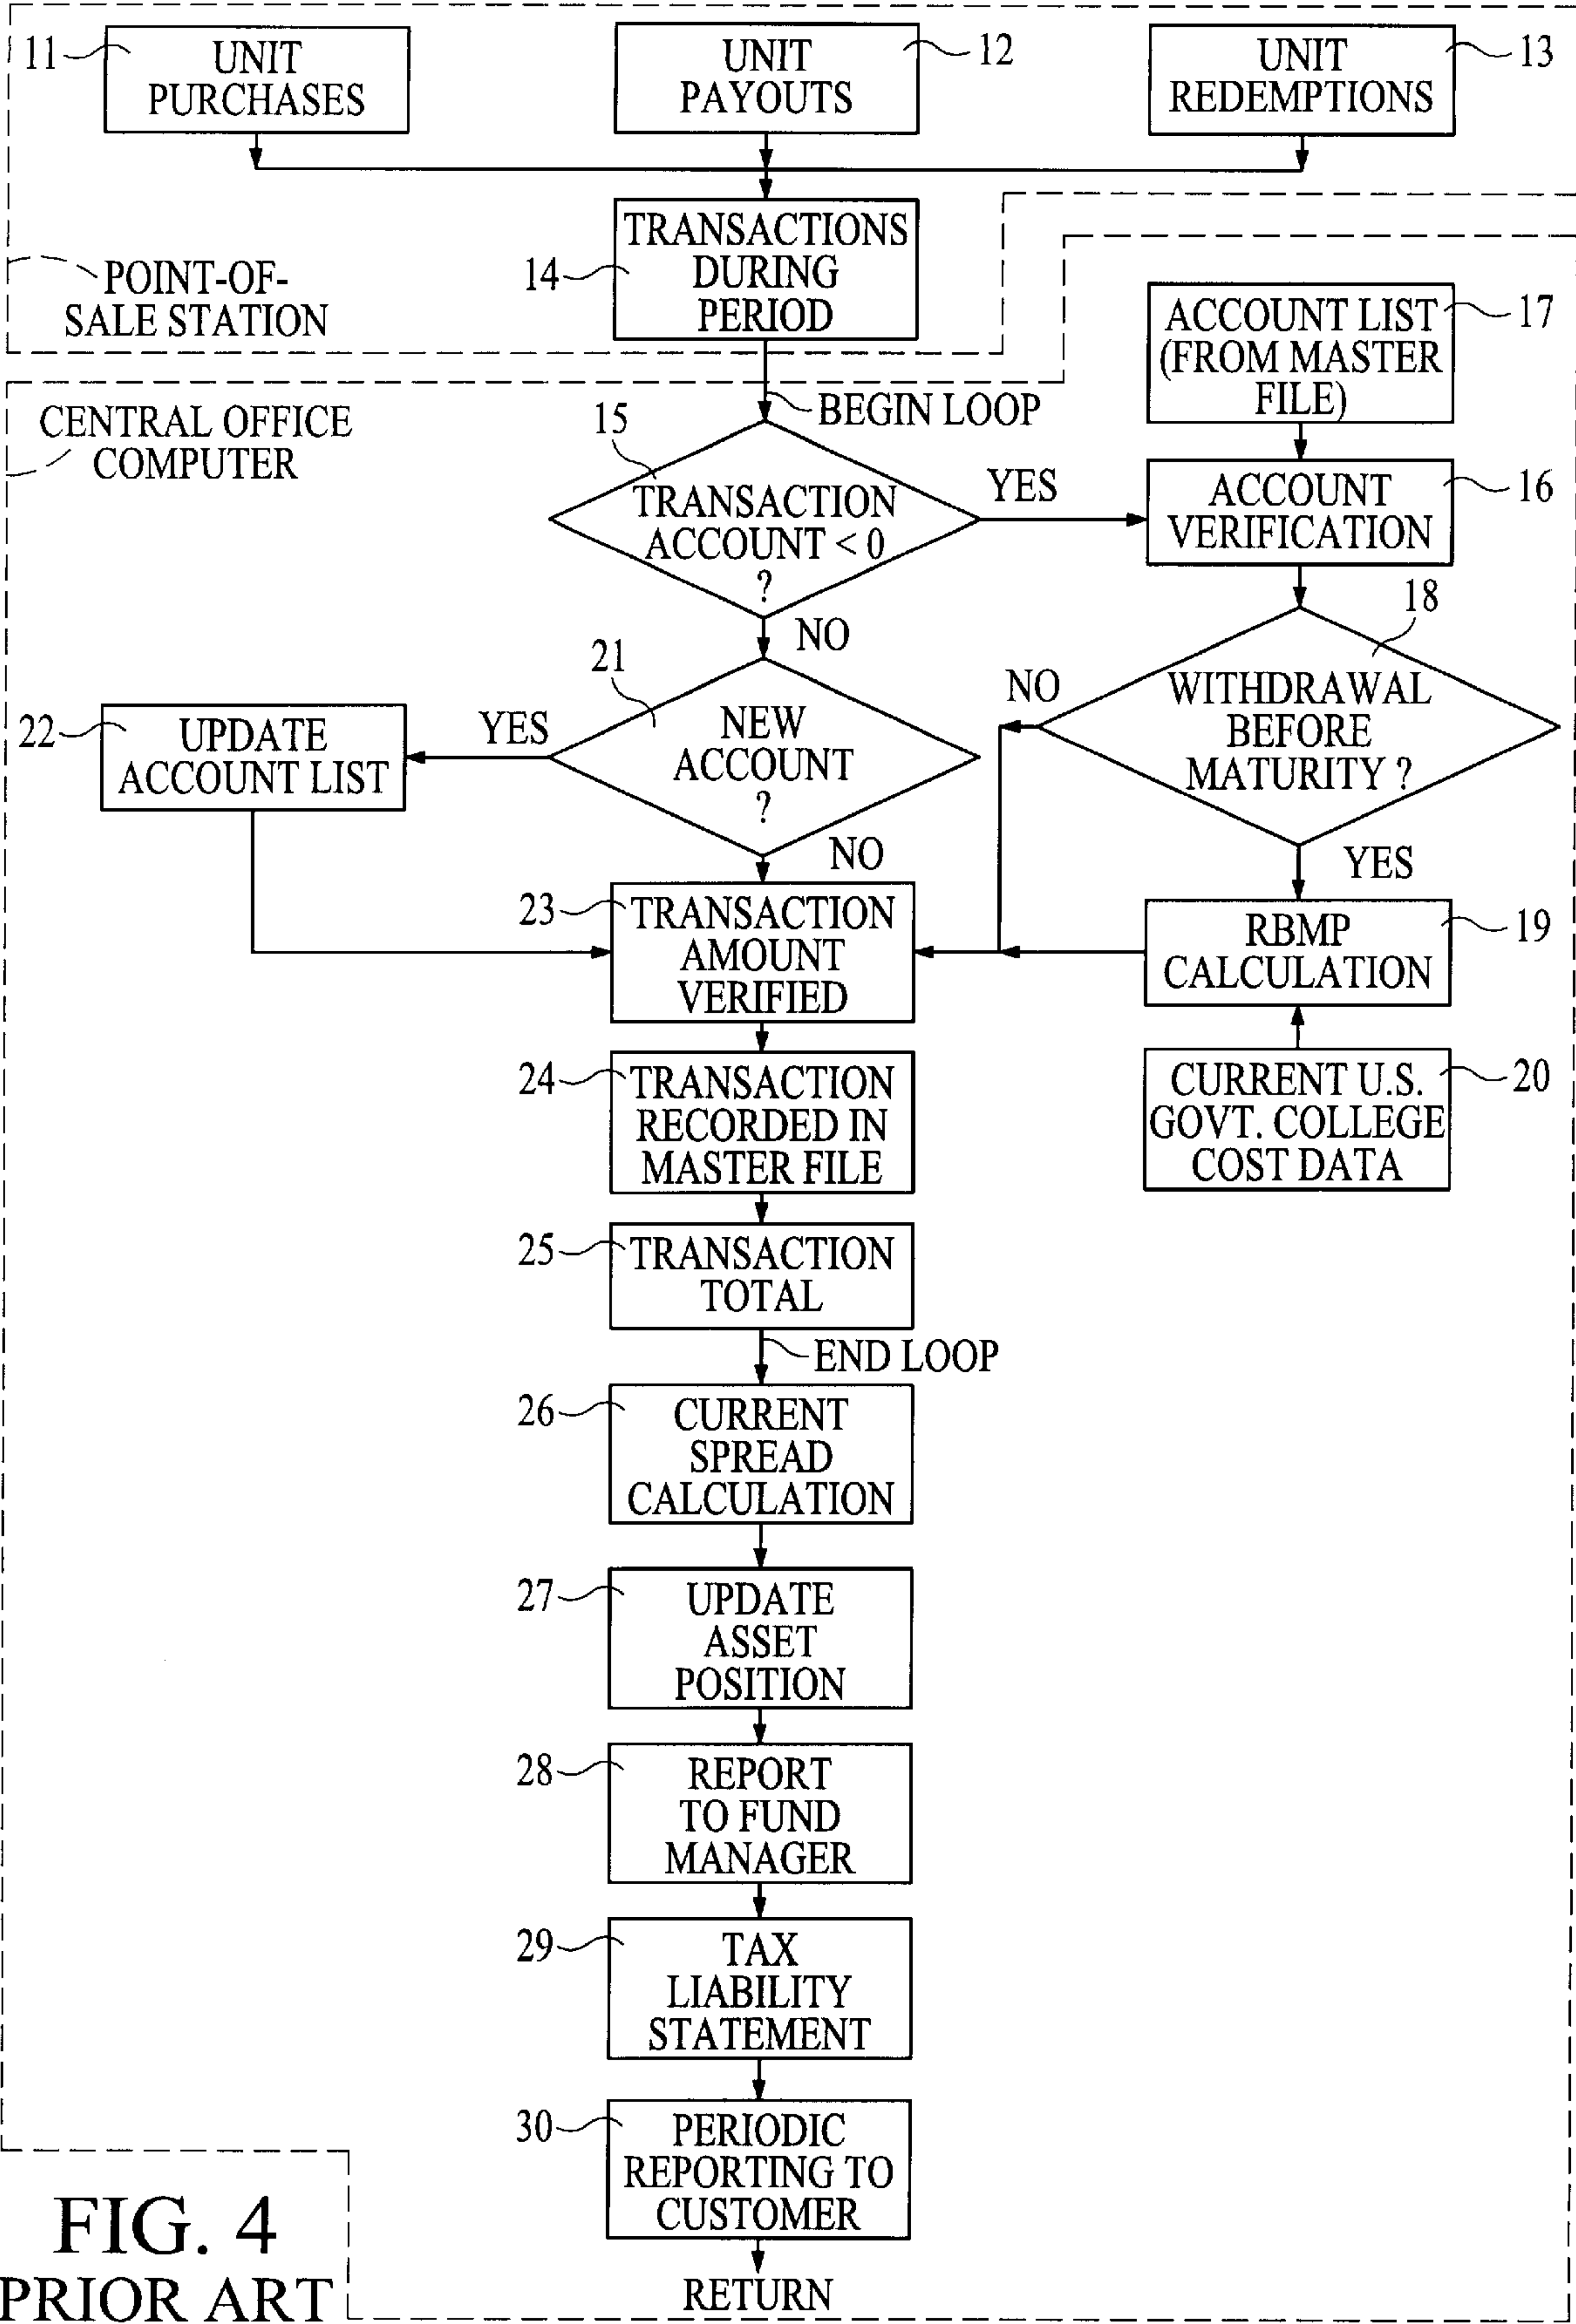 11
UNIT
PURCHASES
UNIT
PAYOUTS
12
UNIT
REDEMPTIONS
13
TRANSACTIONS
DURING
PERIOD
14
POINT-OF-
SALE STATION
ACCOUNT LIST
(FROM MASTER
FILE)
17
CENTRAL OFFICE
COMPUTER
BEGIN LOOP
15
TRANSACTION
ACCOUNT < 0
?
YES
ACCOUNT
VERIFICATION
16
NO
18
WITHDRAWAL
BEFORE
MATURITY ?
NO
YES
21
NEW
ACCOUNT
?
YES
22
UPDATE
ACCOUNT LIST
NO
23
TRANSACTION
AMOUNT
VERIFIED
RBMP
CALCULATION
19
24
TRANSACTION
RECORDED IN
MASTER FILE
CURRENT U.S.
GOVT. COLLEGE
COST DATA
20
25
TRANSACTION
TOTAL
END LOOP
26
CURRENT
SPREAD
CALCULATION
27
UPDATE
ASSET
POSITION
28
REPORT
TO FUND
MANAGER
29
TAX
LIABILITY
STATEMENT
30
PERIODIC
REPORTING TO
CUSTOMER
RETURN
FIG. 4
PRIOR ART